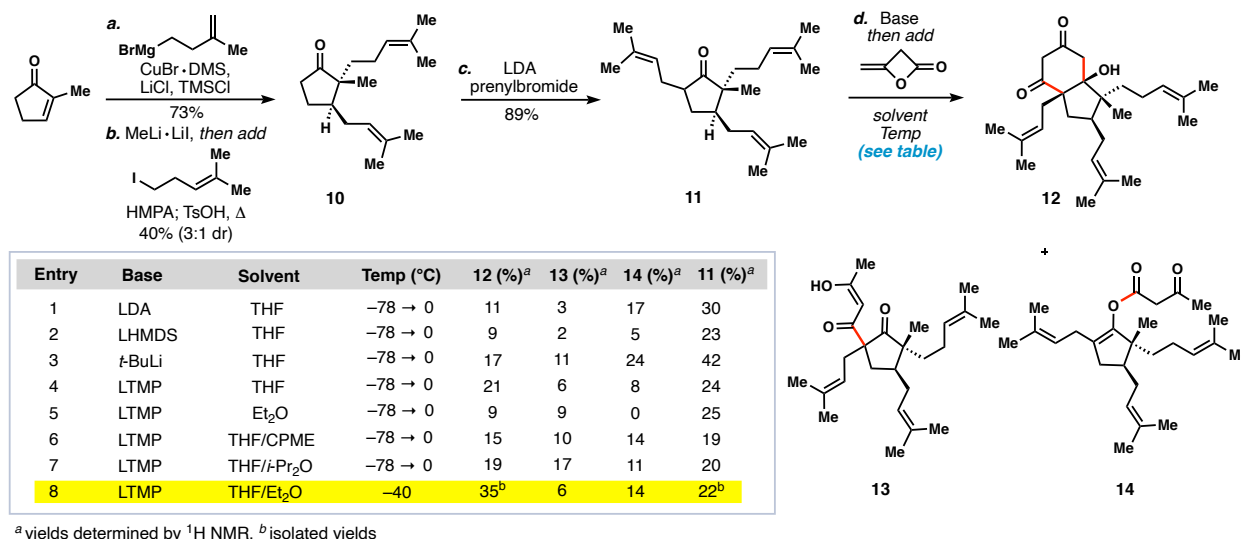 a.
BrMg
Me
CuBr•DMS,
LiCl, TMSCl
73%
b. MeLi•LiI, then add
I
Me
Me
HMPA; TsOH, Δ
40% (3:1 dr)
O
Me
O
Me
Me
Me
H
Me
Me
10
c.
LDA
prenylbromide
89%
Me
Me
O
Me
Me
Me
H
Me
Me
11
d. Base
then add
O
O
solvent
Temp
(see table)
O
O
OH
Me
Me
Me
Me
Me
Me
Me
12
Entry Base Solvent Temp (°C) 12 (%)a 13 (%)a 14 (%)a 11 (%)a
1 LDA THF –78 → 0 11 3 17 30
2 LHMDS THF –78 → 0 9 2 5 23
3 t-BuLi THF –78 → 0 17 11 24 42
4 LTMP THF –78 → 0 21 6 8 24
5 LTMP Et2O –78 → 0 9 9 0 25
6 LTMP THF/CPME –78 → 0 15 10 14 19
7 LTMP THF/i-Pr2O –78 → 0 19 17 11 20
8 LTMP THF/Et2O –40 35b 6 14 22b
a yields determined by 1H NMR. b isolated yields
+
Me
HO
O
O
Me
Me
Me
Me
Me
Me
Me
13
O
O
O
Me
Me
Me
Me
Me
Me
Me
Me
14